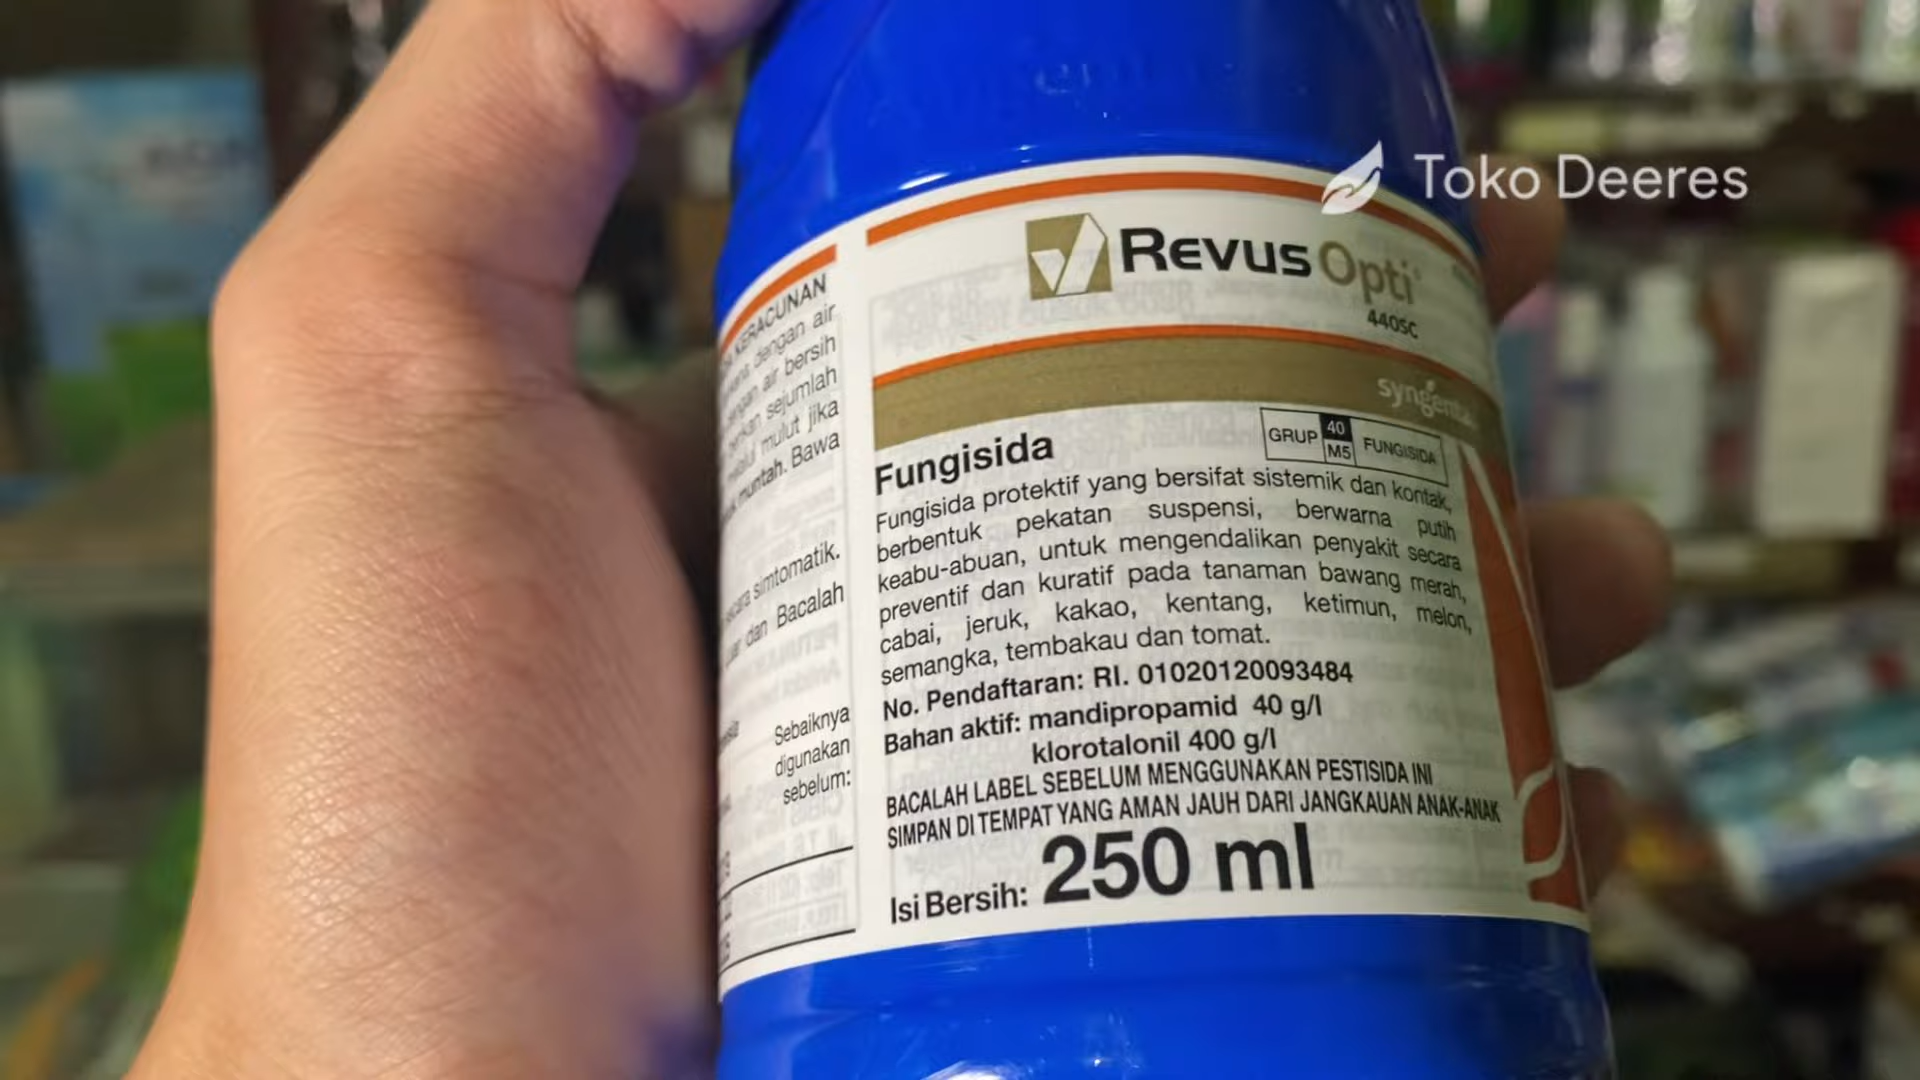 Toko Deeres
Revus Opti
440SC
syngenta
GRUP 40 M5 FUNGISIDA
Fungisida
Fungisida protektif yang bersifat sistemik dan kontak,
berbentuk pekatan suspensi, berwarna putih
keabu-abuan, untuk mengendalikan penyakit secara
preventif dan kuratif pada tanaman bawang merah,
cabai, jeruk, kakao, kentang, ketimun, melon,
semangka, tembakau dan tomat.
No. Pendaftaran: RI. 01020120093484
Bahan aktif: mandipropamid 40 g/l
klorotalonil 400 g/l
BACALAH LABEL SEBELUM MENGGUNAKAN PESTISIDA INI
SIMPAN DI TEMPAT YANG AMAN JAUH DARI JANGKAUAN ANAK-ANAK
Isi Bersih: 250 ml
KERACUNAN
dengan air
air bersih
sejumlah
mulut jika
muntah. Bawa
simtomatik.
dan Bacalah
Sebaiknya
digunakan
sebelum: